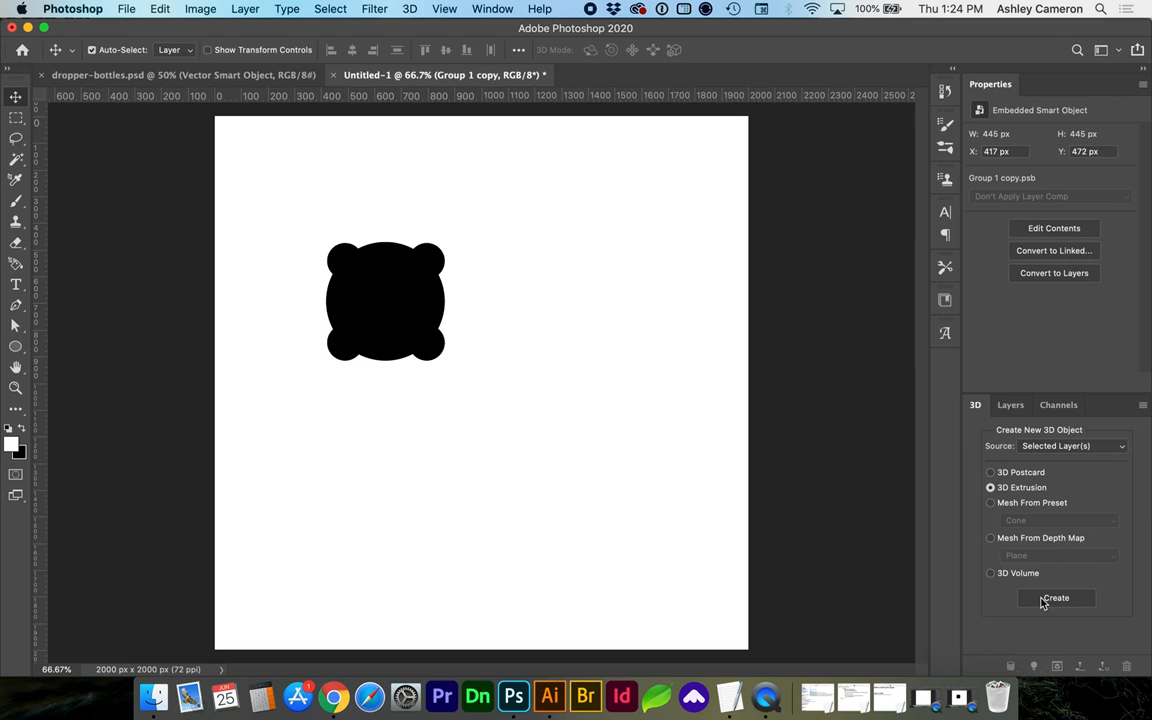 Photoshop File Edit Image Layer Type Select Filter 3D View Window Help 100% Thu 1:24 PM Ashley Cameron
Adobe Photoshop 2020
Auto-Select: Layer Show Transform Controls 3D Mode:
dropper-bottles.psd @ 50% (Vector Smart Object, RGB/8#) Untitled-1 @ 66.7% (Group 1 copy, RGB/8*) *
600 500 400 300 200 100 0 100 200 300 400 500 600 700 800 900 1000 1100 1200 1300 1400 1500 1600 1700 1800 1900 2000 2100 2200 2300 2400 2500
Properties
Embedded Smart Object
W: 445 px H: 445 px
X: 417 px Y: 472 px
Group 1 copy.psb
Don't Apply Layer Comp
Edit Contents
Convert to Linked...
Convert to Layers
3D Layers Channels
Create New 3D Object
Source: Selected Layer(s)
3D Postcard
3D Extrusion
Mesh From Preset
Cone
Mesh From Depth Map
Plane
3D Volume
Create
66.67% 2000 px x 2000 px (72 ppi)
JUN
25
Pr Dn Ps Ai Br Id